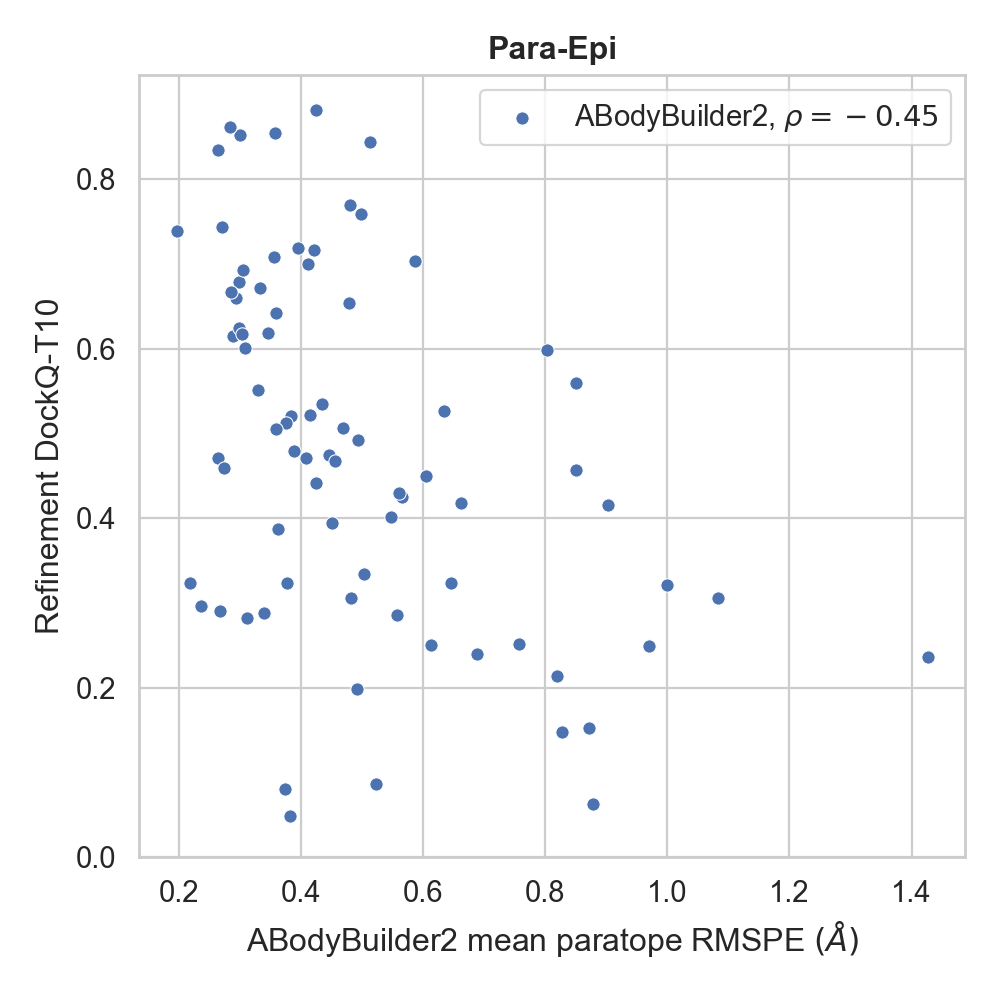 Para-Epi
ABodyBuilder2, ρ = − 0.45
Refinement DockQ-T10
0.8
0.6
0.4
0.2
0.0
0.2 0.4 0.6 0.8 1.0 1.2 1.4
ABodyBuilder2 mean paratope RMSPE (Å)